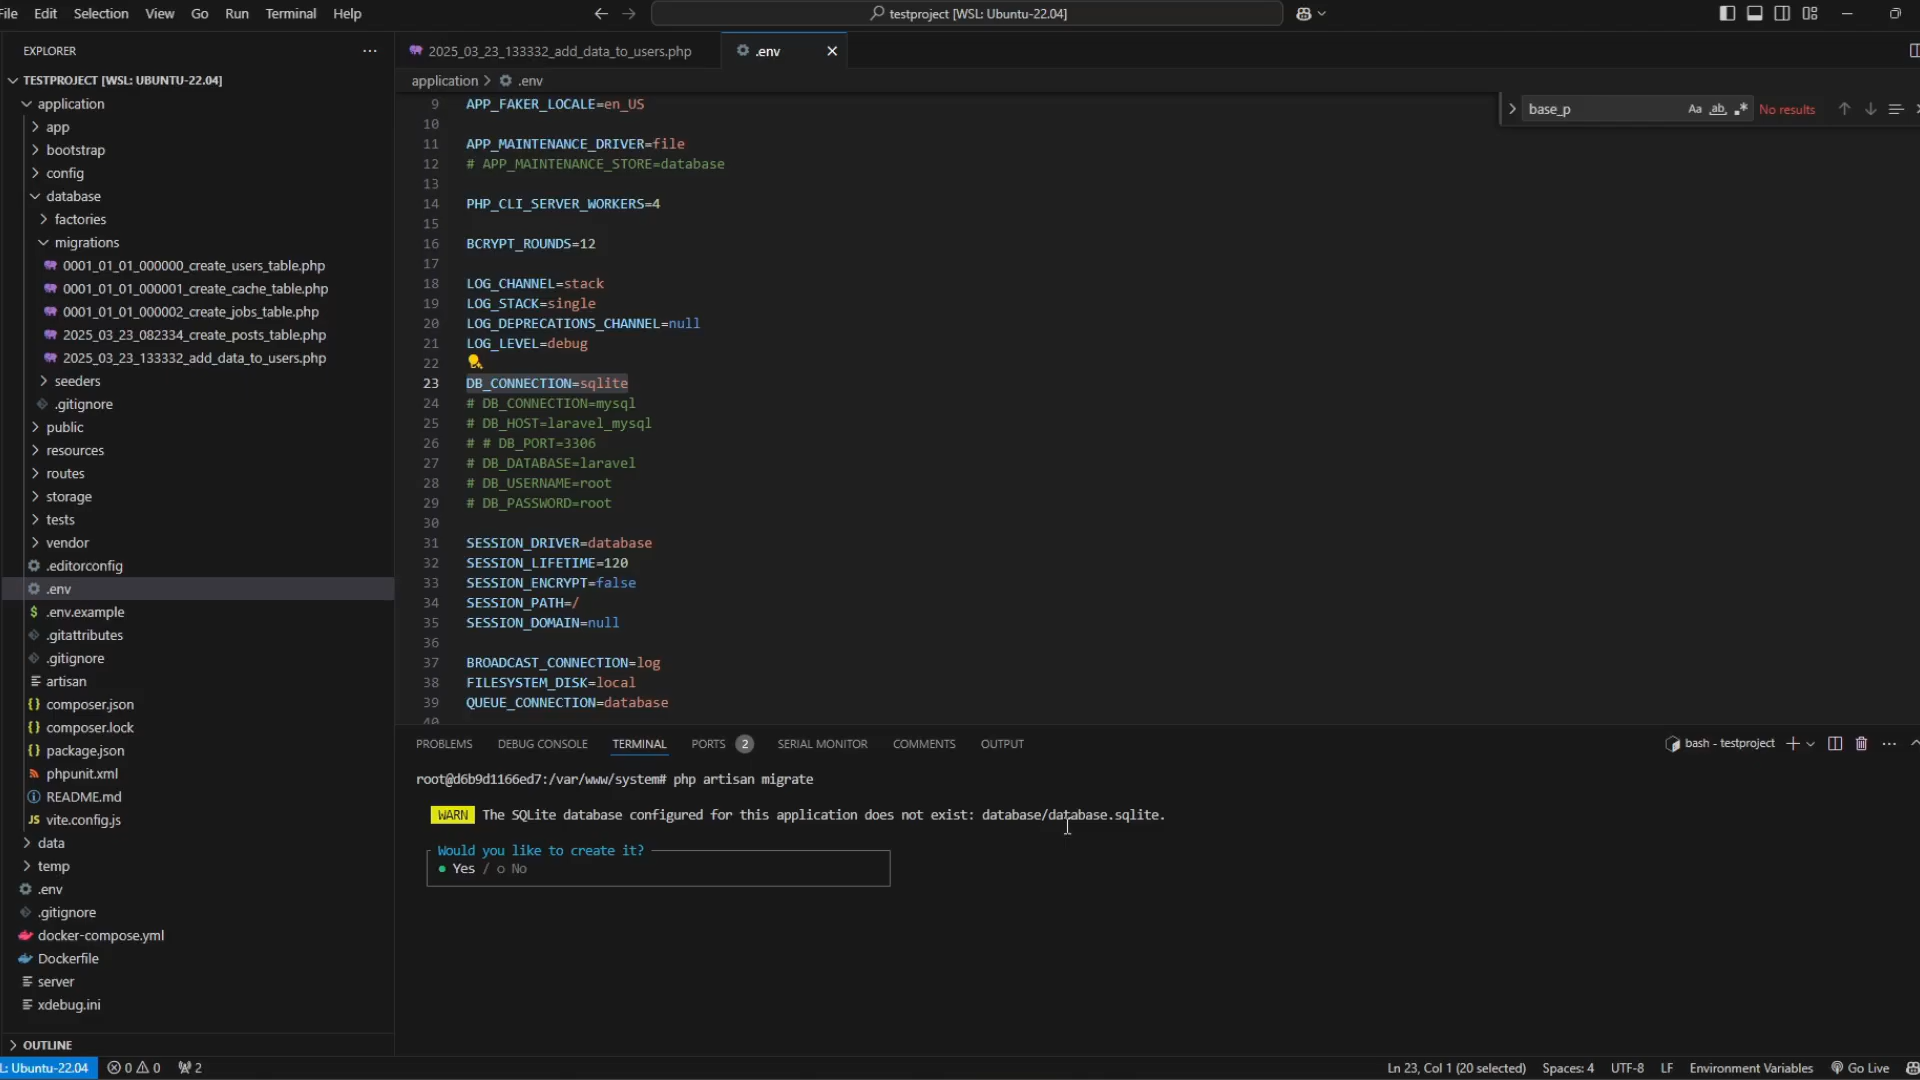 File Edit Selection View Go Run Terminal Help
testproject [WSL: Ubuntu-22.04]
EXPLORER
TESTPROJECT [WSL: UBUNTU-22.04]
application
app
bootstrap
config
database
factories
migrations
0001_01_01_000000_create_users_table.php
0001_01_01_000001_create_cache_table.php
0001_01_01_000002_create_jobs_table.php
2025_03_23_082334_create_posts_table.php
2025_03_23_133332_add_data_to_users.php
seeders
.gitignore
public
resources
routes
storage
tests
vendor
.editorconfig
.env
.env.example
.gitattributes
.gitignore
artisan
composer.json
composer.lock
package.json
phpunit.xml
README.md
JS vite.config.js
data
temp
.env
.gitignore
docker-compose.yml
Dockerfile
server
xdebug.ini
OUTLINE
2025_03_23_133332_add_data_to_users.php
.env
application > .env
base_p Aa ab .* No results
9 APP_FAKER_LOCALE=en_US
10
11 APP_MAINTENANCE_DRIVER=file
12 # APP_MAINTENANCE_STORE=database
13
14 PHP_CLI_SERVER_WORKERS=4
15
16 BCRYPT_ROUNDS=12
17
18 LOG_CHANNEL=stack
19 LOG_STACK=single
20 LOG_DEPRECATIONS_CHANNEL=null
21 LOG_LEVEL=debug
22
23 DB_CONNECTION=sqlite
24 # DB_CONNECTION=mysql
25 # DB_HOST=laravel_mysql
26 # # DB_PORT=3306
27 # DB_DATABASE=laravel
28 # DB_USERNAME=root
29 # DB_PASSWORD=root
30
31 SESSION_DRIVER=database
32 SESSION_LIFETIME=120
33 SESSION_ENCRYPT=false
34 SESSION_PATH=/
35 SESSION_DOMAIN=null
36
37 BROADCAST_CONNECTION=log
38 FILESYSTEM_DISK=local
39 QUEUE_CONNECTION=database
40
PROBLEMS DEBUG CONSOLE TERMINAL PORTS 2 SERIAL MONITOR COMMENTS OUTPUT
bash - testproject
root@d6b9d1166ed7:/var/www/system# php artisan migrate
WARN The SQLite database configured for this application does not exist: database/database.sqlite.
Would you like to create it?
Yes / No
L: Ubuntu-22.04 0 0 2
Ln 23, Col 1 (20 selected) Spaces: 4 UTF-8 LF Environment Variables Go Live